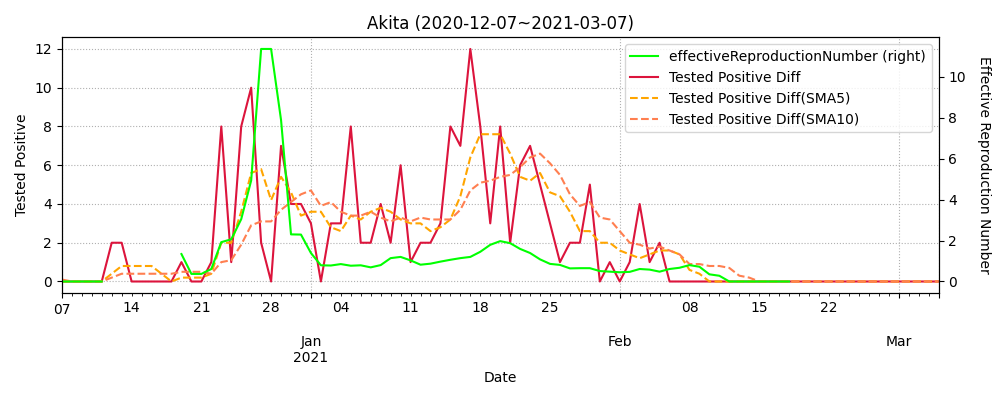 Akita (2020-12-07~2021-03-07)
effectiveReproductionNumber (right)
Tested Positive Diff
Tested Positive Diff(SMA5)
Tested Positive Diff(SMA10)
Tested Positive
12
10
8
6
4
2
0
Effective Reproduction Number
10
8
6
4
2
0
07 14 21 28 04 11 18 25 08 15 22
Jan Feb Mar
2021
Date